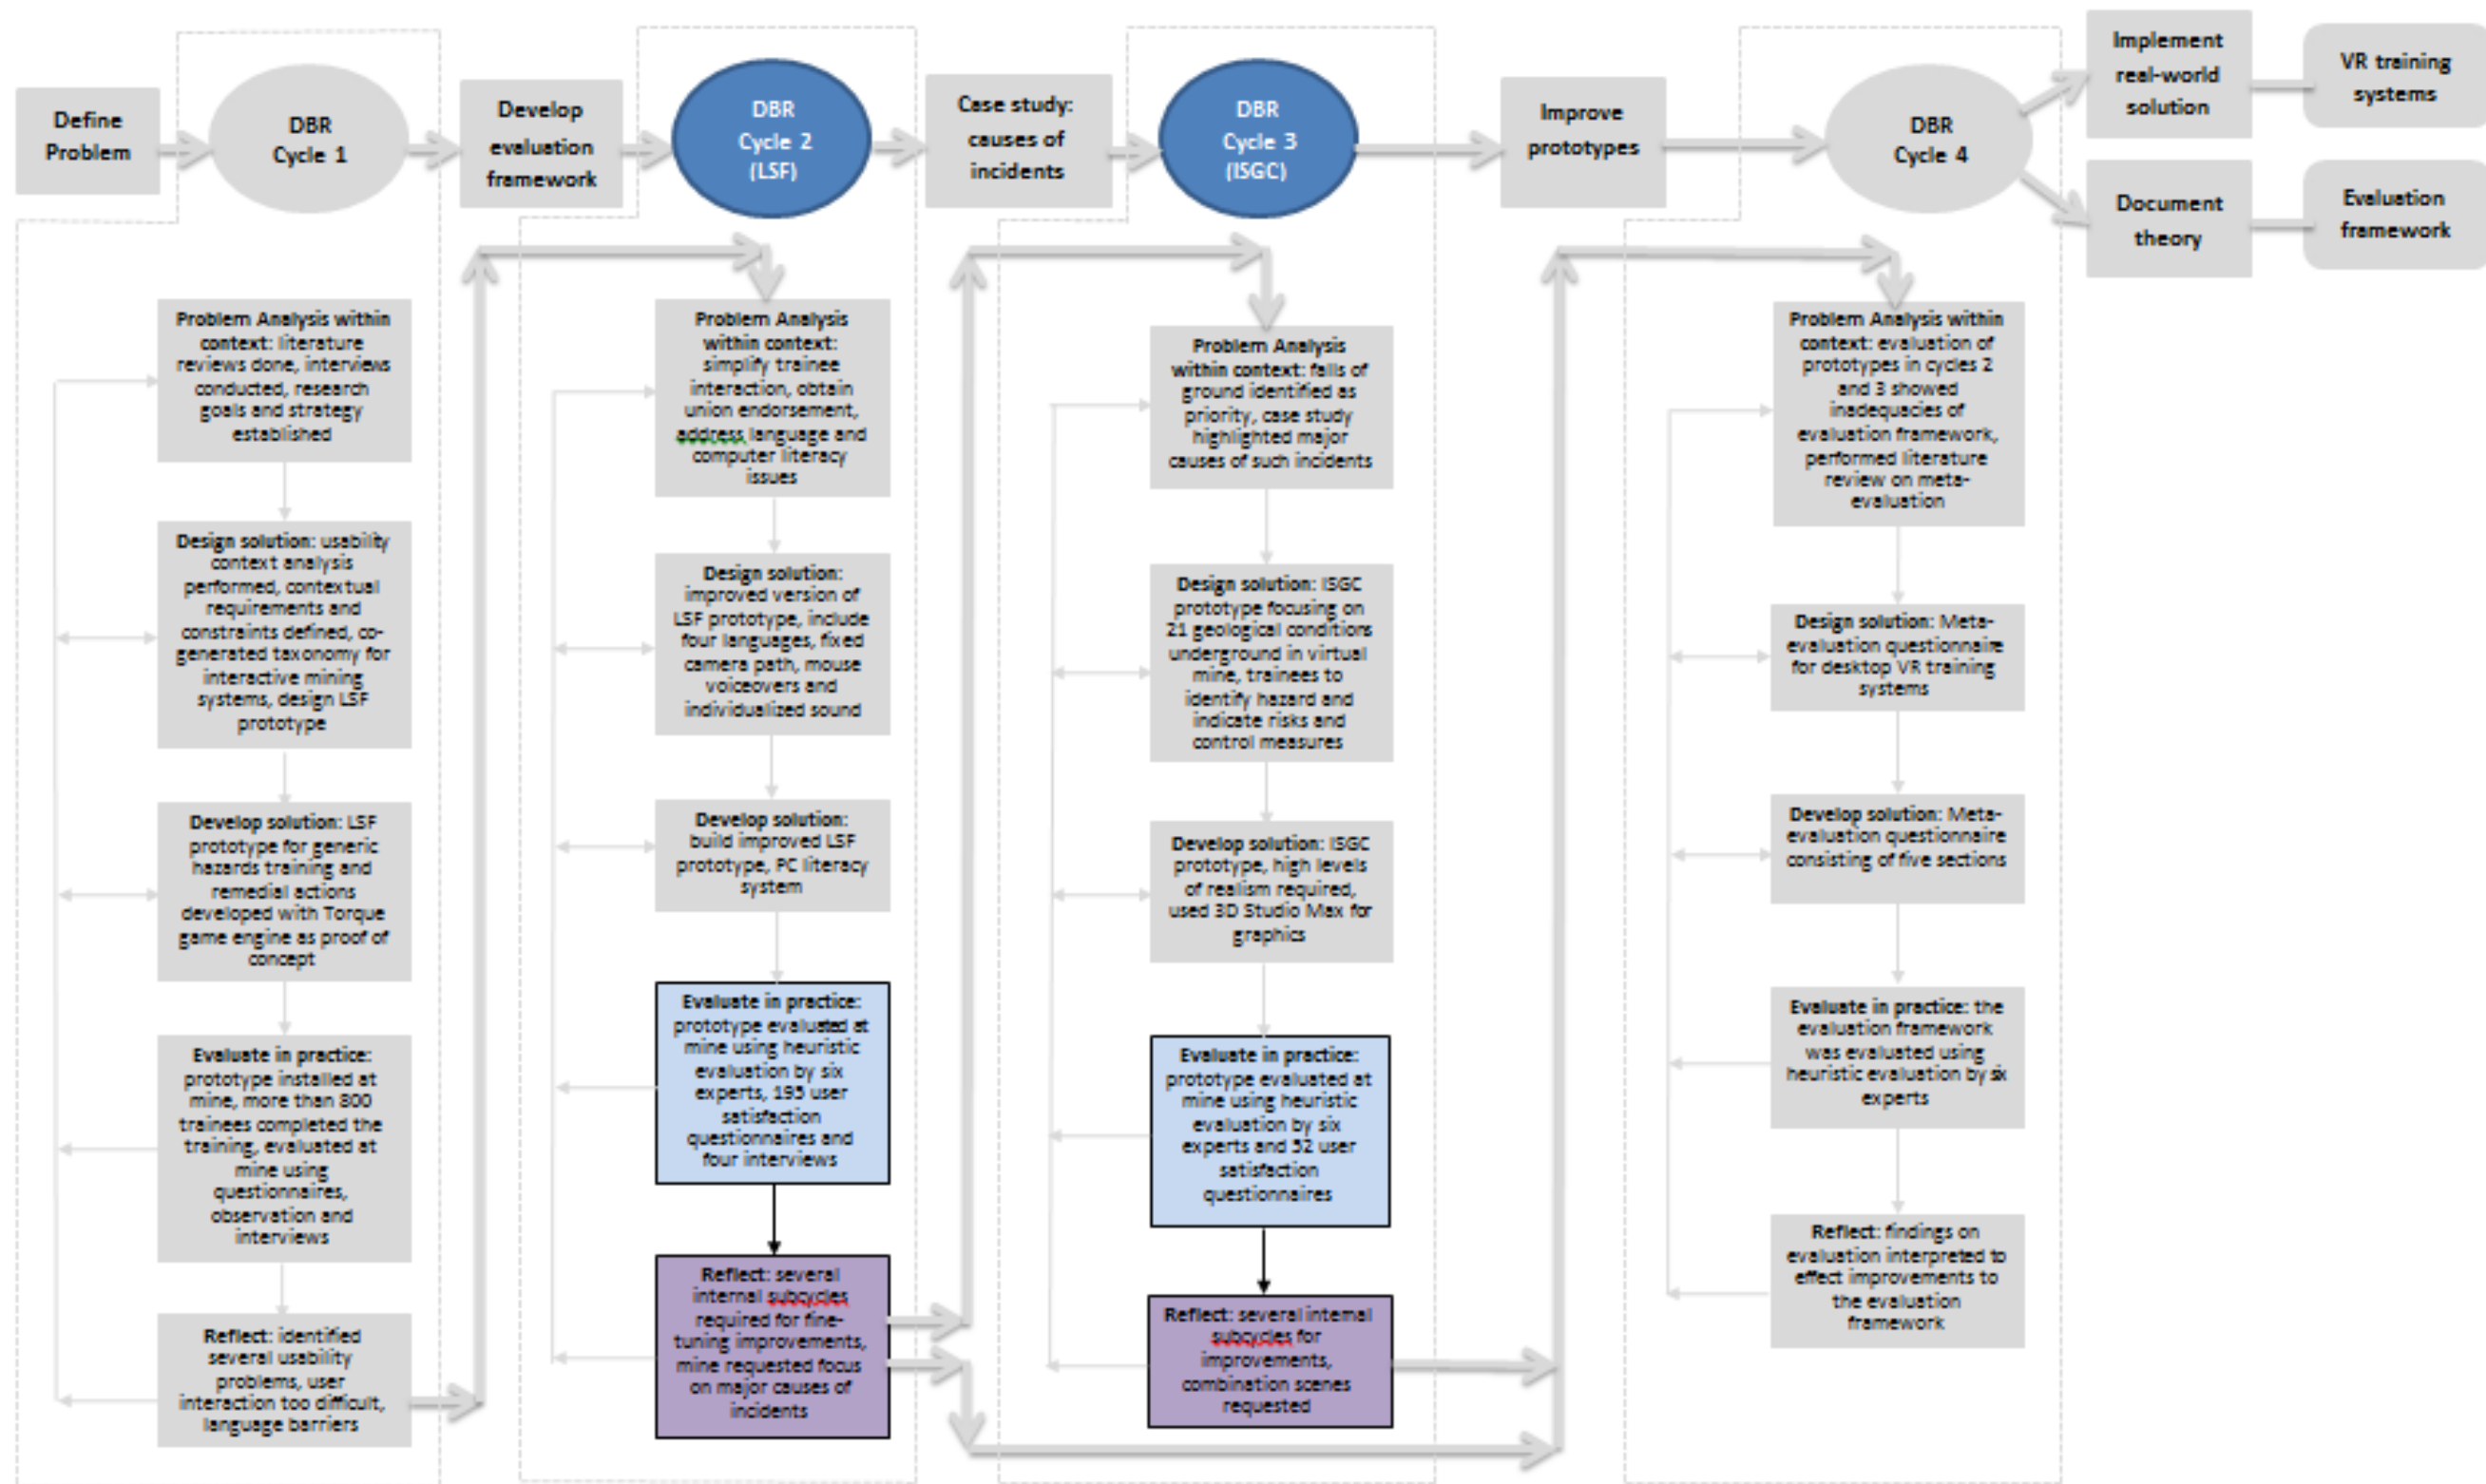 Define
Problem
DBR
Cycle 1
Develop
evaluation
framework
DBR
Cycle 2
(LSF)
Case study:
causes of
incidents
DBR
Cycle 3
(ISGC)
Improve
prototypes
DBR
Cycle 4
Implement
real-world
solution
VR training
systems
Document
theory
Evaluation
framework
Problem Analysis within
context: literature
reviews done, interviews
conducted, research
goals and strategy
established
Design solution: usability
context analysis
performed, contextual
requirements and
constraints defined, co-
generated taxonomy for
interactive mining
systems, design LSF
prototype
Develop solution: LSF
prototype for generic
hazards training and
remedial actions
developed with Torque
game engine as proof of
concept
Evaluate in practice:
prototype installed at
mine, more than 800
trainees completed the
training, evaluated at
mine using
questionnaires,
observation and
interviews
Reflect: identified
several usability
problems, user
interaction too difficult,
language barriers
Problem Analysis
within context:
simplify trainee
interaction, obtain
union endorsement,
address language and
computer literacy
issues
Design solution:
improved version of
LSF prototype, include
four languages, fixed
camera path, mouse
voiceovers and
individualized sound
Develop solution:
build improved LSF
prototype, PC literacy
system
Evaluate in practice:
prototype evaluated at
mine using heuristic
evaluation by six
experts, 195 user
satisfaction
questionnaires and
four interviews
Reflect: several
internal subcycles
required for fine-
tuning improvements,
mine requested focus
on major causes of
incidents
Problem Analysis
within context: falls of
ground identified as
priority, case study
highlighted major
causes of such incidents
Design solution: ISGC
prototype focusing on
21 geological conditions
underground in virtual
mine, trainees to
identify hazard and
indicate risks and
control measures
Develop solution: ISGC
prototype, high levels
of realism required,
used 3D Studio Max for
graphics
Evaluate in practice:
prototype evaluated at
mine using heuristic
evaluation by six
experts and 52 user
satisfaction
questionnaires
Reflect: several internal
subcycles for
improvements,
combination scenes
requested
Problem Analysis within
context: evaluation of
prototypes in cycles 2
and 3 showed
inadequacies of
evaluation framework,
performed literature
review on meta-
evaluation
Design solution: Meta-
evaluation questionnaire
for desktop VR training
systems
Develop solution: Meta-
evaluation questionnaire
consisting of five sections
Evaluate in practice: the
evaluation framework
was evaluated using
heuristic evaluation by six
experts
Reflect: findings on
evaluation interpreted to
effect improvements to
the evaluation
framework